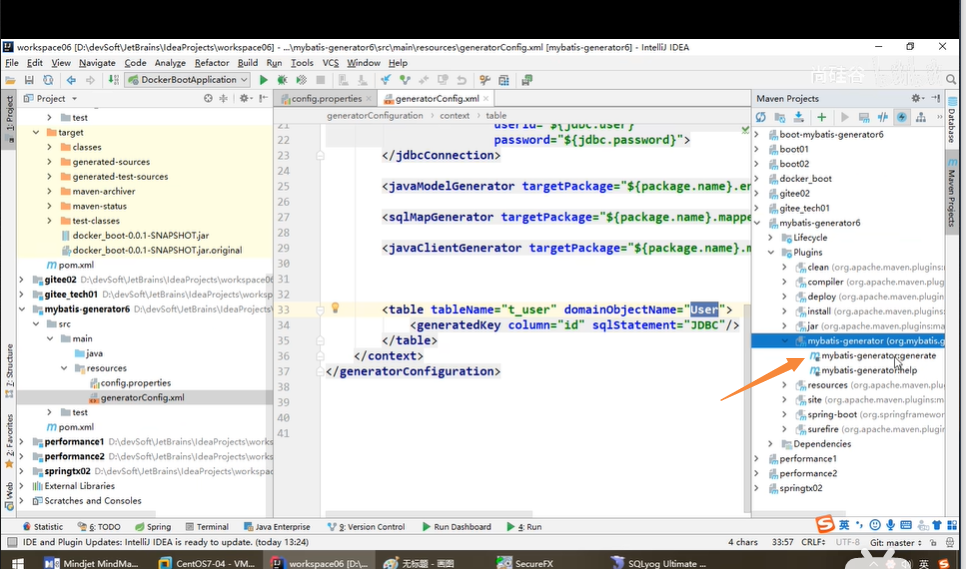 workspace06 [D:\devSoft\JetBrains\IdeaProjects\workspace06] - ...\mybatis-generator6\src\main\resources\generatorConfig.xml [mybatis-generator6] - IntelliJ IDEA
File Edit View Navigate Code Analyze Refactor Build Run Tools VCS Window Help
DockerBootApplication
尚硅谷
Project
config.properties
generatorConfig.xml
Maven Projects
generatorConfiguration
context
table
1: Project
7: Structure
2: Favorites
Web
test
target
classes
generated-sources
generated-test-sources
maven-archiver
maven-status
test-classes
docker_boot-0.0.1-SNAPSHOT.jar
docker_boot-0.0.1-SNAPSHOT.jar.original
pom.xml
gitee02 D:\devSoft\JetBrains\IdeaProjects\workspace06
gitee_tech01 D:\devSoft\JetBrains\IdeaProjects\works
mybatis-generator6 D:\devSoft\JetBrains\IdeaProjects
src
main
java
resources
config.properties
generatorConfig.xml
test
pom.xml
performance1 D:\devSoft\JetBrains\IdeaProjects\works
performance2 D:\devSoft\JetBrains\IdeaProjects\works
springtx02 D:\devSoft\JetBrains\IdeaProjects\workspac
External Libraries
Scratches and Consoles
21 userId="${jdbc.user}"
22 password="${jdbc.password}">
23 </jdbcConnection>
24
25 <javaModelGenerator targetPackage="${package.name}.en
26
27 <sqlMapGenerator targetPackage="${package.name}.mappe
28
29 <javaClientGenerator targetPackage="${package.name}.m
30
31
32
33 <table tableName="t_user" domainObjectName="User">
34 <generatedKey column="id" sqlStatement="JDBC"/>
35 </table>
36 </context>
37 </generatorConfiguration>
38
39
40
41
boot-mybatis-generator6
boot01
boot02
docker_boot
gitee02
gitee_tech01
mybatis-generator6
Lifecycle
Plugins
clean (org.apache.maven.plugins:
compiler (org.apache.maven.plug
deploy (org.apache.maven.plugin
install (org.apache.maven.plugins
jar (org.apache.maven.plugins:ma
mybatis-generator (org.mybatis.g
mybatis-generator:generate
mybatis-generator:help
resources (org.apache.maven.plu
site (org.apache.maven.plugins:m
spring-boot (org.springframewor
surefire (org.apache.maven.plugin
Dependencies
performance1
performance2
springtx02
Database
Maven Projects
Statistic
6: TODO
Spring
Terminal
Java Enterprise
9: Version Control
Run Dashboard
4: Run
英
IDE and Plugin Updates: IntelliJ IDEA is ready to update. (today 13:24)
4 chars 33:57 CRLF÷ UTF-8 Git: master
Mindjet MindMa...
CentOS7-04 - VM...
workspace06 [D:\...
无标题 - 画图
SecureFX
SQLyog Ultimate ...
英